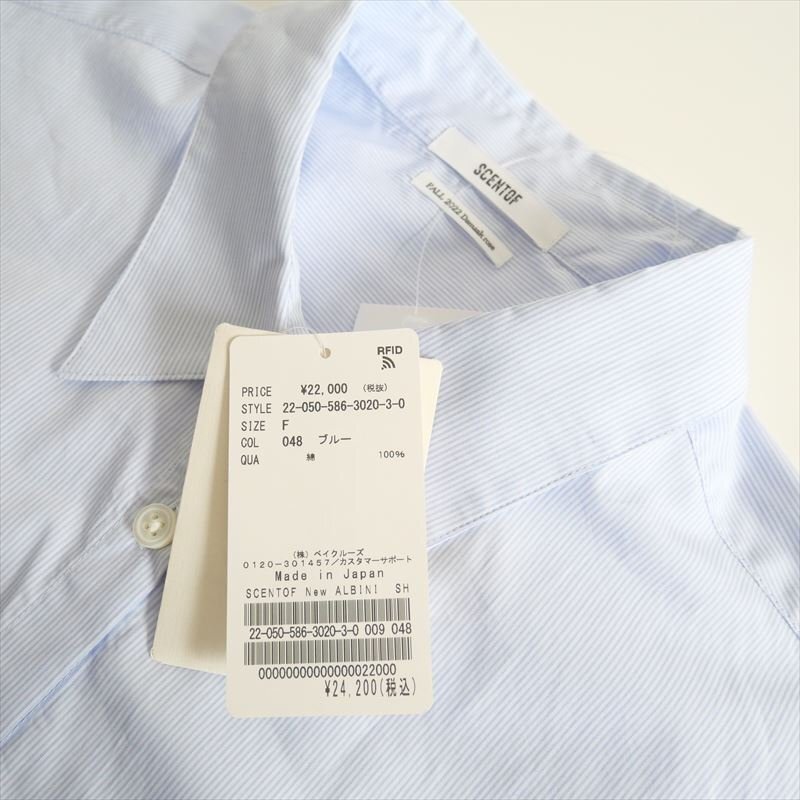 SCENTOF
FALL 2022 Damask rose
RFID
PRICE ¥22,000 (税抜)
STYLE 22-050-586-3020-3-0
SIZE F
COL 048 ブルー
QUA 綿 100%
(株) ベイクルーズ
0120-301457/カスタマーサポート
Made in Japan
SCENTOF New ALBINI SH
22-050-586-3020-3-0 009 048
00000000000000022000
¥24,200(税込)